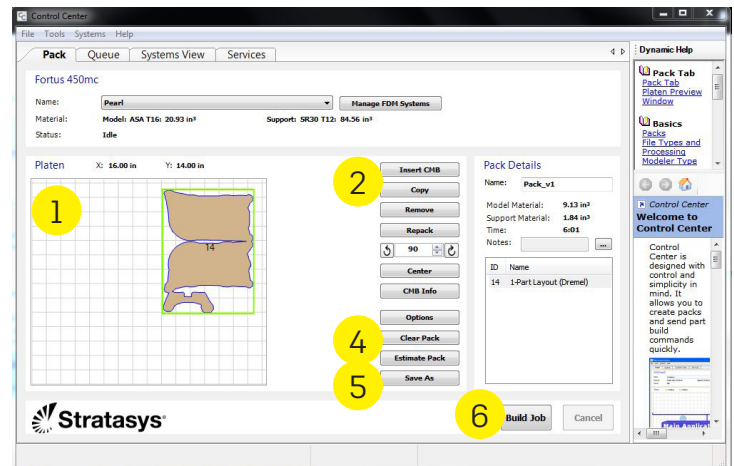 Control Center
File Tools Systems Help
Pack Queue Systems View Services
Fortus 450mc
Name: Pearl Manage FDM Systems
Material: Model: ASA T16: 20.93 in³ Support: SR30 T12: 84.56 in³
Status: Idle
Platen X: 16.00 in Y: 14.00 in
1
14
2
Insert CMB
Copy
Remove
Repack
90
Center
CMB Info
Options
4
Clear Pack
Estimate Pack
5
Save As
Pack Details
Name: Pack_v1
Model Material: 9.13 in³
Support Material: 1.84 in³
Time: 6:01
Notes: ...
ID Name
14 1-Part Layout (Dremel)
Stratasys
6
Build Job Cancel
Dynamic Help
Pack Tab
Pack Tab
Platen Preview
Window
Basics
Packs
File Types and
Processing
Modeler Type
Control Center
Welcome to
Control Center
Control
Center is
designed with
control and
simplicity in
mind. It
allows you to
create packs
and send part
build
commands
quickly.